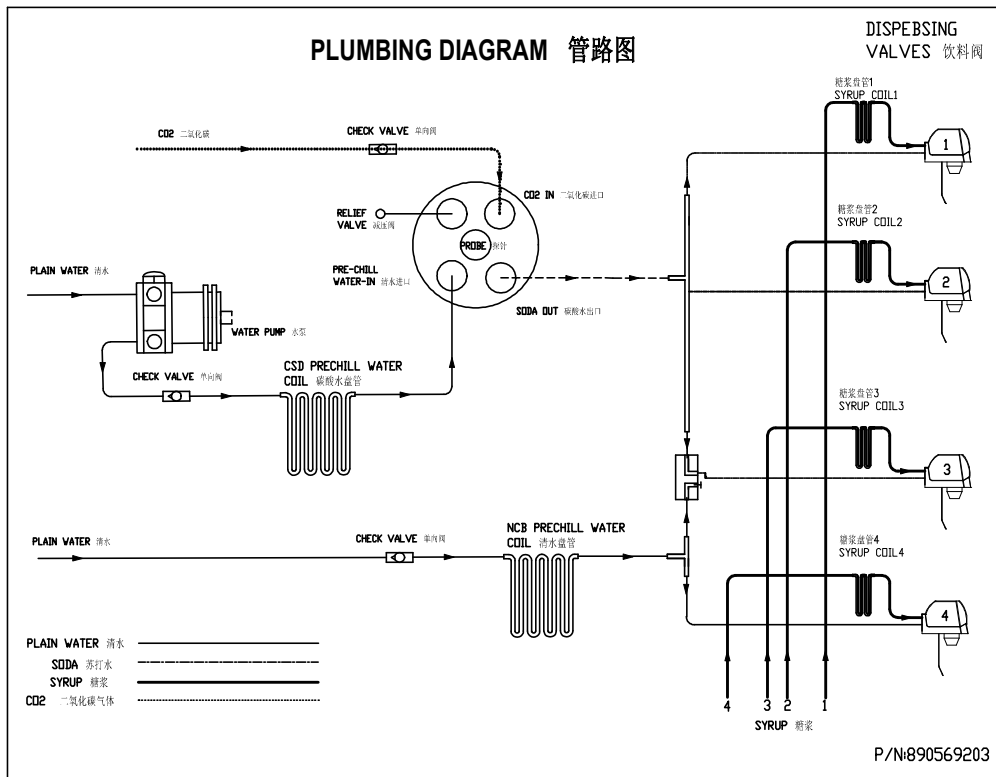 PLUMBING DIAGRAM 管路图
DISPEBSING
VALVES 饮料阀
糖浆盘管1
SYRUP COIL1
CO2 二氧化碳
CHECK VALVE 单向阀
1
CO2 IN 二氧化碳进口
RELIEF
VALVE 减压阀
PROBE 探针
糖浆盘管2
SYRUP COIL2
PLAIN WATER 清水
PRE-CHILL
WATER-IN 清水进口
2
SODA OUT 碳酸水出口
WATER PUMP 水泵
CSD PRECHILL WATER
COIL 碳酸水盘管
CHECK VALVE 单向阀
糖浆盘管3
SYRUP COIL3
3
NCB PRECHILL WATER
COIL 清水盘管
PLAIN WATER 清水
CHECK VALVE 单向阀
糖浆盘管4
SYRUP COIL4
4
PLAIN WATER 清水
SODA 苏打水
SYRUP 糖浆
CO2 二氧化碳气体
4 3 2 1
SYRUP 糖浆
P/N:890569203